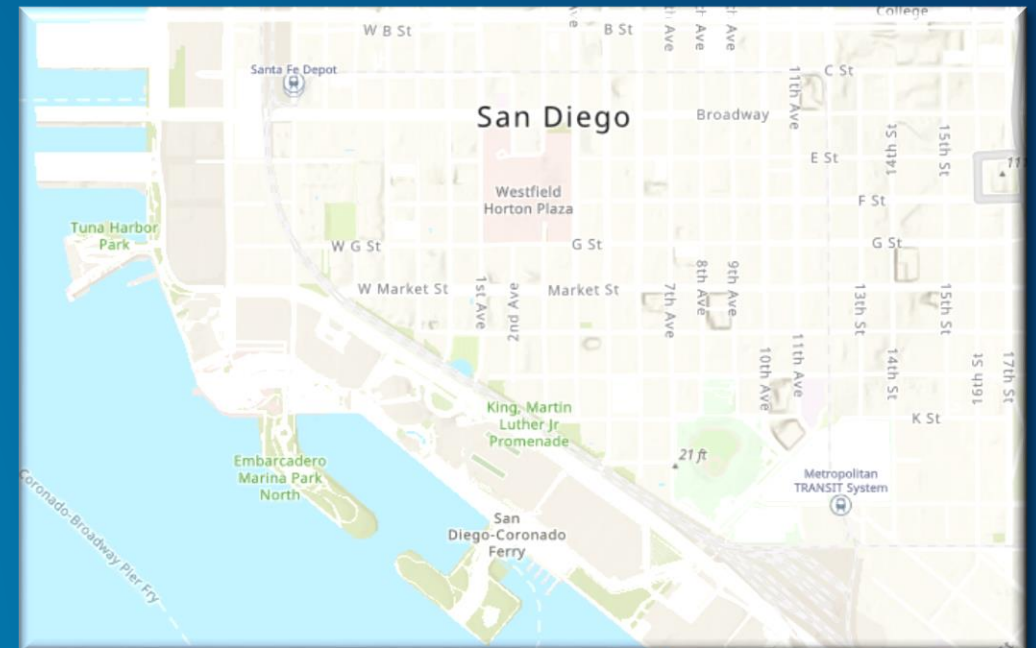 College
W B St
B St
Ave
Ave
Ave
Santa Fe Depot
C St
11th Ave
San Diego
Broadway
14th St
15th St
E St
11
Westfield
Horton Plaza
F St
Tuna Harbor
Park
W G St
G St
G St
W Market St
1st Ave
2nd Ave
Market St
7th Ave
8th Ave
9th Ave
13th St
15th St
10th Ave
11th Ave
14th St
16th St
17th St
King, Martin
Luther Jr
Promenade
K St
21 ft
Embarcadero
Marina Park
North
Metropolitan
TRANSIT System
Coronado-Broadway Pier Fry
San
Diego-Coronado
Ferry